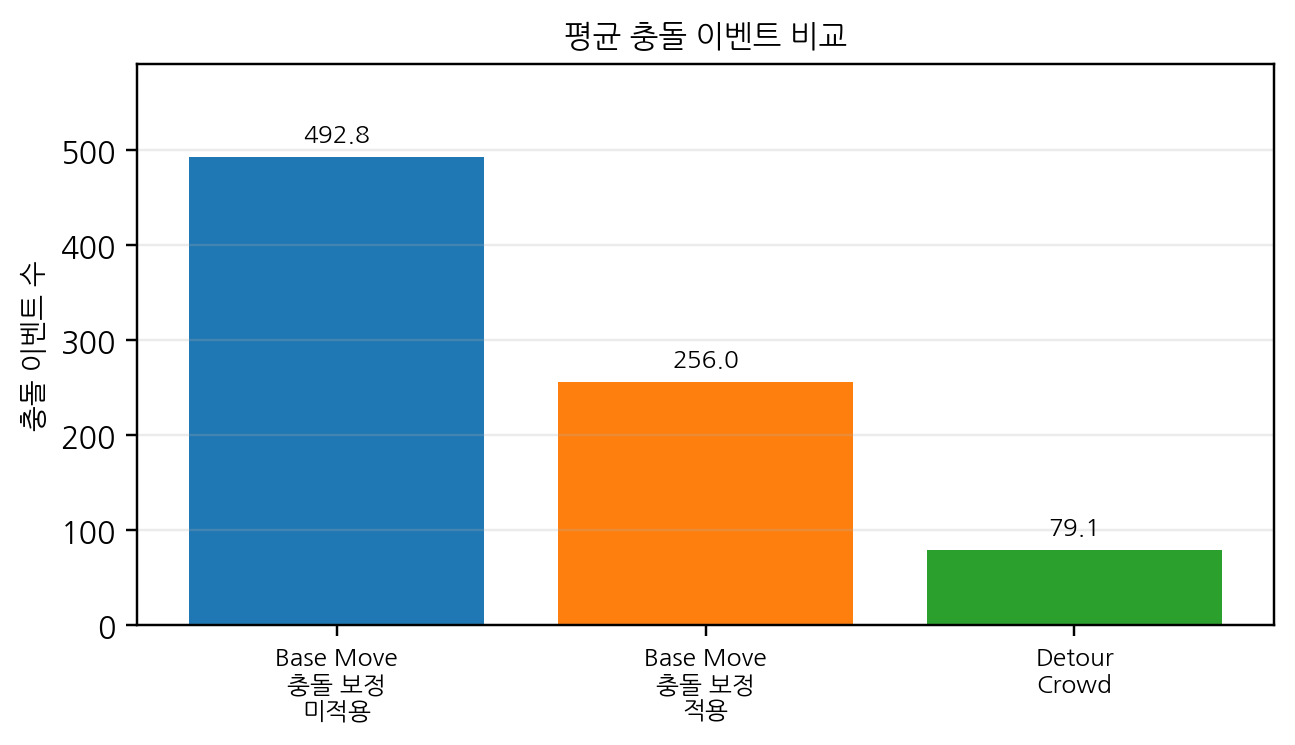 평균 충돌 이벤트 비교
충돌 이벤트 수
500
400
300
200
100
0
492.8
256.0
79.1
Base Move
충돌 보정
미적용
Base Move
충돌 보정
적용
Detour
Crowd